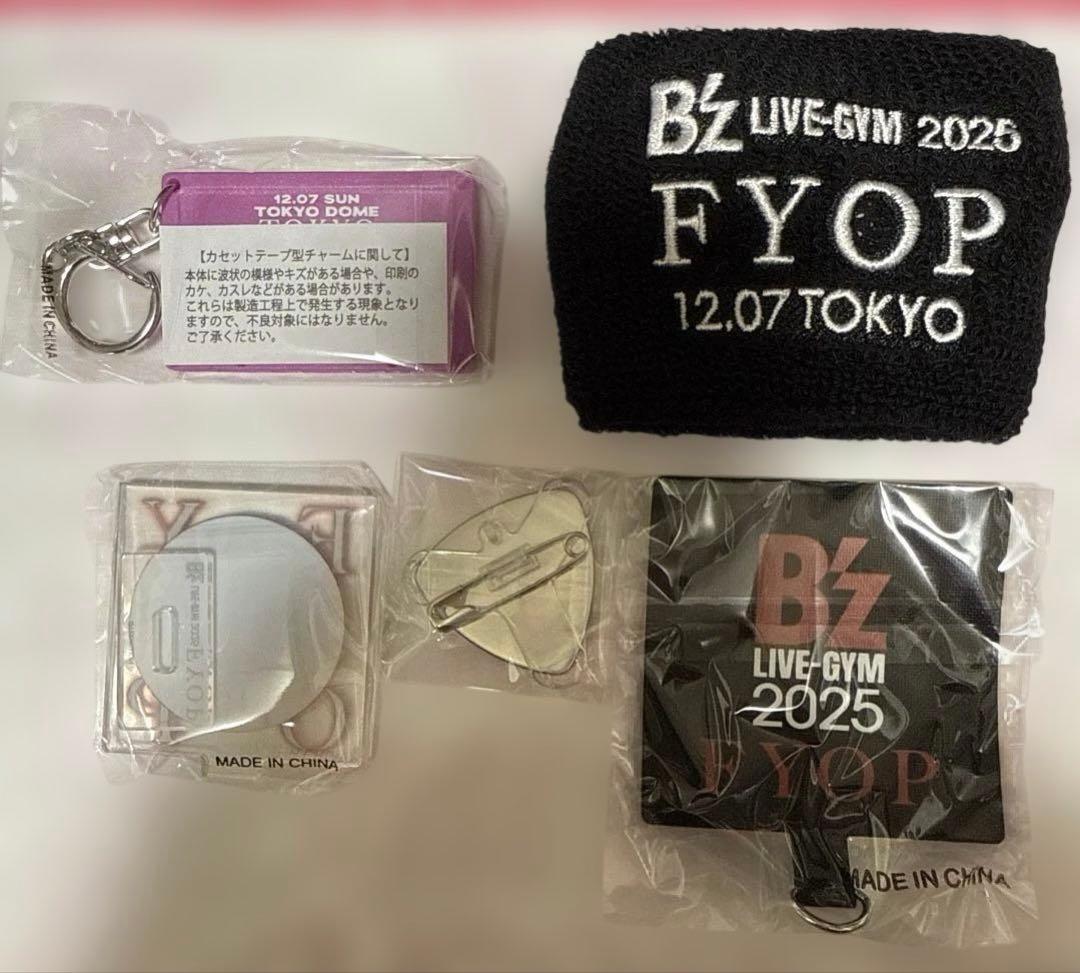 12.07 SUN
TOKYO DOME
TOKYO
【カセットテープ型チャームに関して】
本体に波状の模様やキズがある場合や、印刷の
カケ、カスレなどがある場合があります。
これらは製造工程上で発生する現象となり
ますので、不良対象にはなりません。
ご了承ください。
MADE IN CHINA
B'z LIVE-GYM 2025
FYOP
12.07 TOKYO
FYOP
B'z LIVE-GYM 2025 FYOP
MADE IN CHINA
B'z
LIVE-GYM
2025
FYOP
MADE IN CHINA